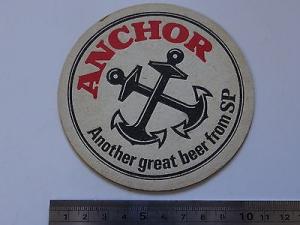 ANCHOR
Another great beer from SP
1 2 3 4 5 6 7 8 9 10 11 12